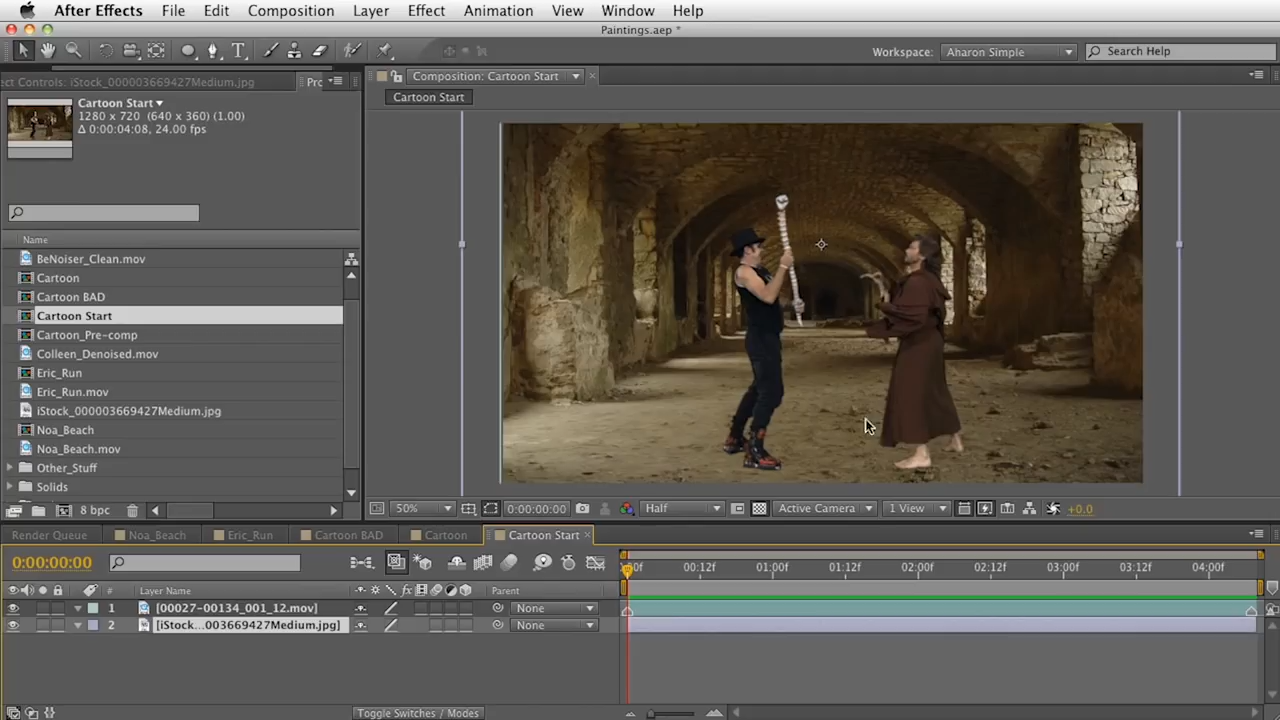 After Effects File Edit Composition Layer Effect Animation View Window Help
Paintings.aep *
Workspace: Aharon Simple Search Help
ct Controls: iStock_000003669427Medium.jpg Prc
Composition: Cartoon Start
Cartoon Start
Cartoon Start
1280 x 720 (640 x 360) (1.00)
Δ 0:00:04:08, 24.00 fps
Name
BeNoiser_Clean.mov
Cartoon
Cartoon BAD
Cartoon Start
Cartoon_Pre-comp
Colleen_Denoised.mov
Eric_Run
Eric_Run.mov
iStock_000003669427Medium.jpg
Noa_Beach
Noa_Beach.mov
Other_Stuff
Solids
8 bpc
50% 0:00:00:00 Half Active Camera 1 View +0.0
Render Queue Noa_Beach Eric_Run Cartoon BAD Cartoon Cartoon Start
0:00:00:00
:00f 00:12f 01:00f 01:12f 02:00f 02:12f 03:00f 03:12f 04:00f
# Layer Name Parent
1 [00027-00134_001_12.mov] None
2 [iStock...003669427Medium.jpg] None
Toggle Switches / Modes